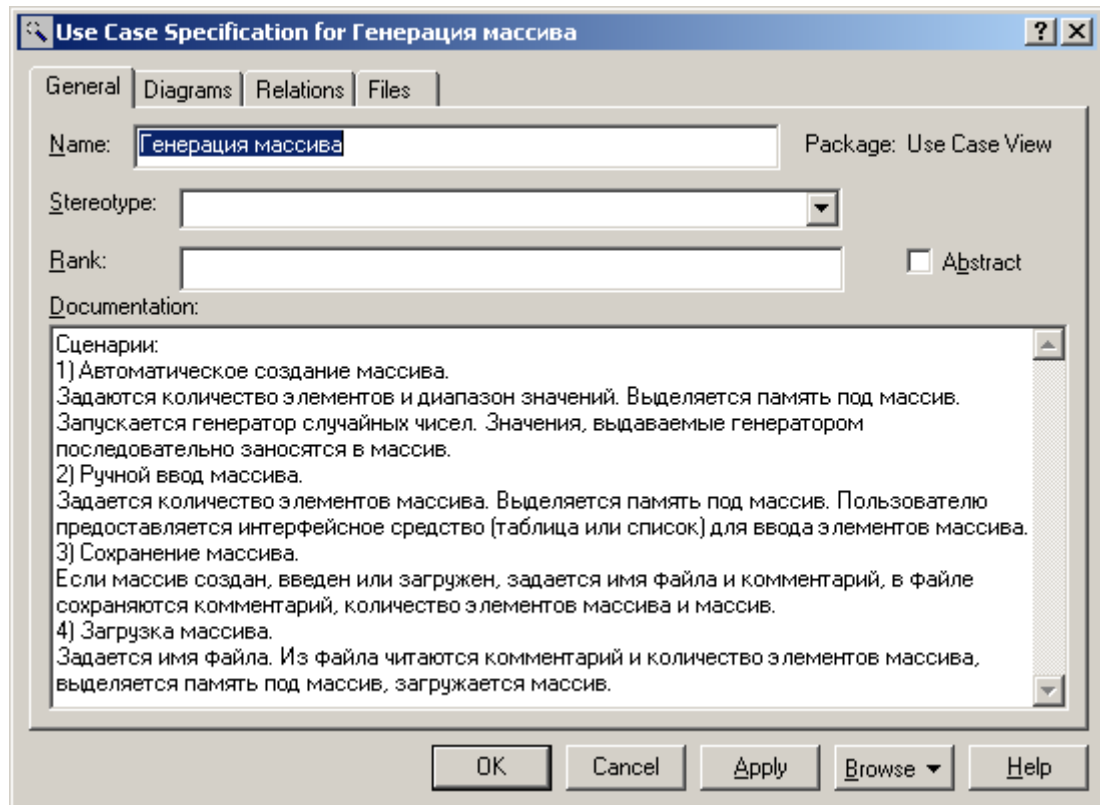 Use Case Specification for Генерация массива
General Diagrams Relations Files
Name: Генерация массива Package: Use Case View
Stereotype:
Rank: Abstract
Documentation:
Сценарии:
1) Автоматическое создание массива.
Задаются количество элементов и диапазон значений. Выделяется память под массив.
Запускается генератор случайных чисел. Значения, выдаваемые генератором
последовательно заносятся в массив.
2) Ручной ввод массива.
Задается количество элементов массива. Выделяется память под массив. Пользователю
предоставляется интерфейсное средство (таблица или список) для ввода элементов массива.
3) Сохранение массива.
Если массив создан, введен или загружен, задается имя файла и комментарий, в файле
сохраняются комментарий, количество элементов массива и массив.
4) Загрузка массива.
Задается имя файла. Из файла читаются комментарий и количество элементов массива,
выделяется память под массив, загружается массив.
OK Cancel Apply Browse Help